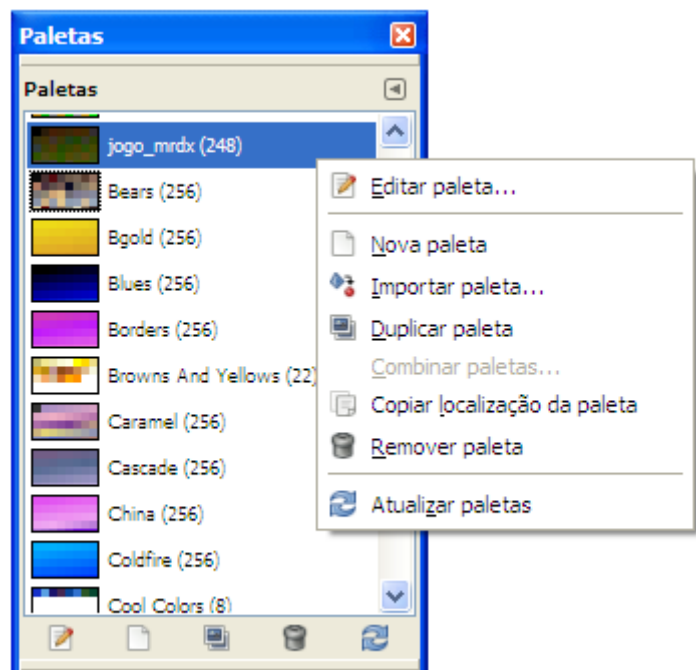 Paletas
Paletas
jogo_mrdx (248)
Bears (256)
Bgold (256)
Blues (256)
Borders (256)
Browns And Yellows (22)
Caramel (256)
Cascade (256)
China (256)
Coldfire (256)
Cool Colors (8)
Editar paleta...
Nova paleta
Importar paleta...
Duplicar paleta
Combinar paletas...
Copiar localização da paleta
Remover paleta
Atualizar paletas